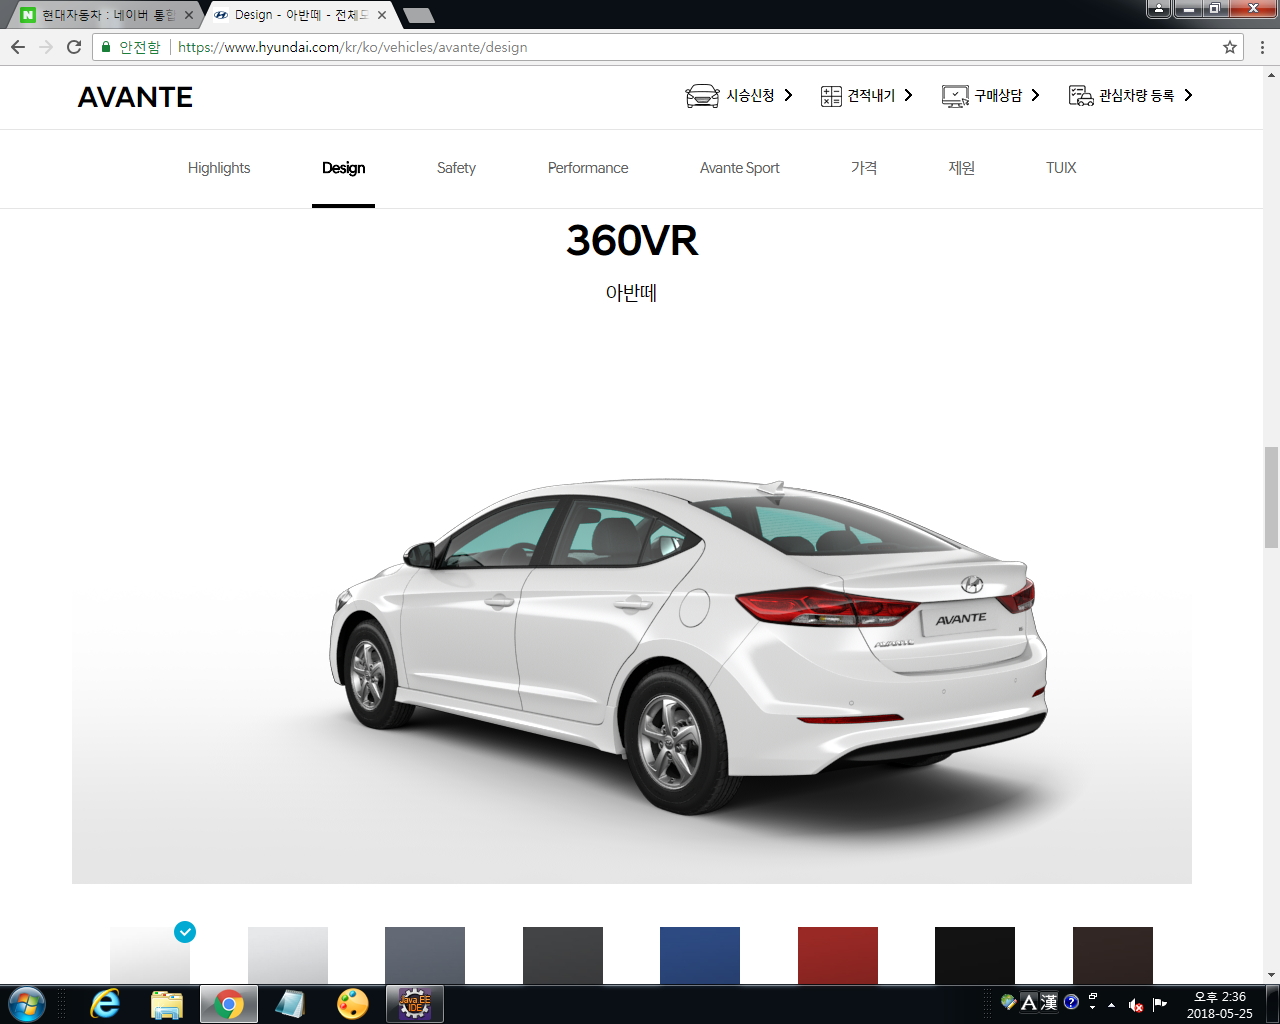 현대자동차 : 네이버 통합
Design - 아반떼 - 전체모
안전함
https://www.hyundai.com/kr/ko/vehicles/avante/design
AVANTE
시승신청
견적내기
구매상담
관심차량 등록
Highlights
Design
Safety
Performance
Avante Sport
가격
제원
TUIX
360VR
아반떼
AVANTE
AVANTE
Java EE
IDE
A 漢
오후 2:36
2018-05-25